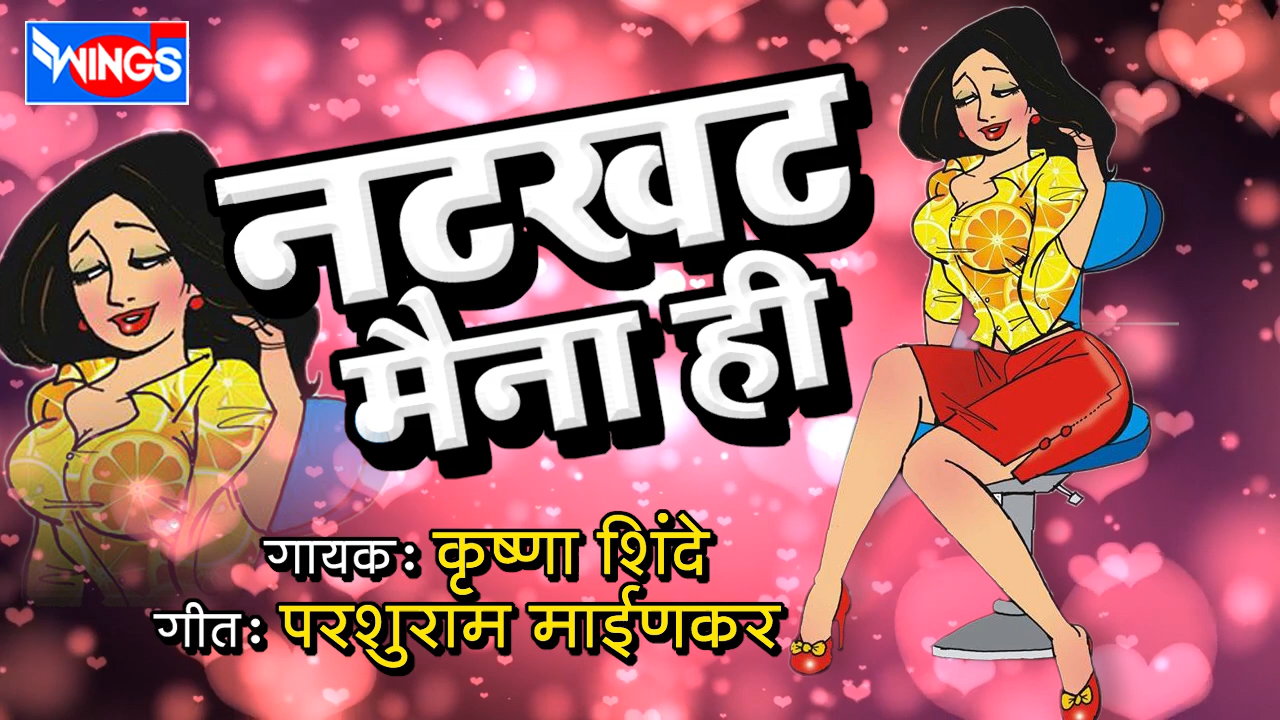 WINGS
नटखट
मैना ही
गायक: कृष्णा शिंदे
गीत: परशुराम माईणकर